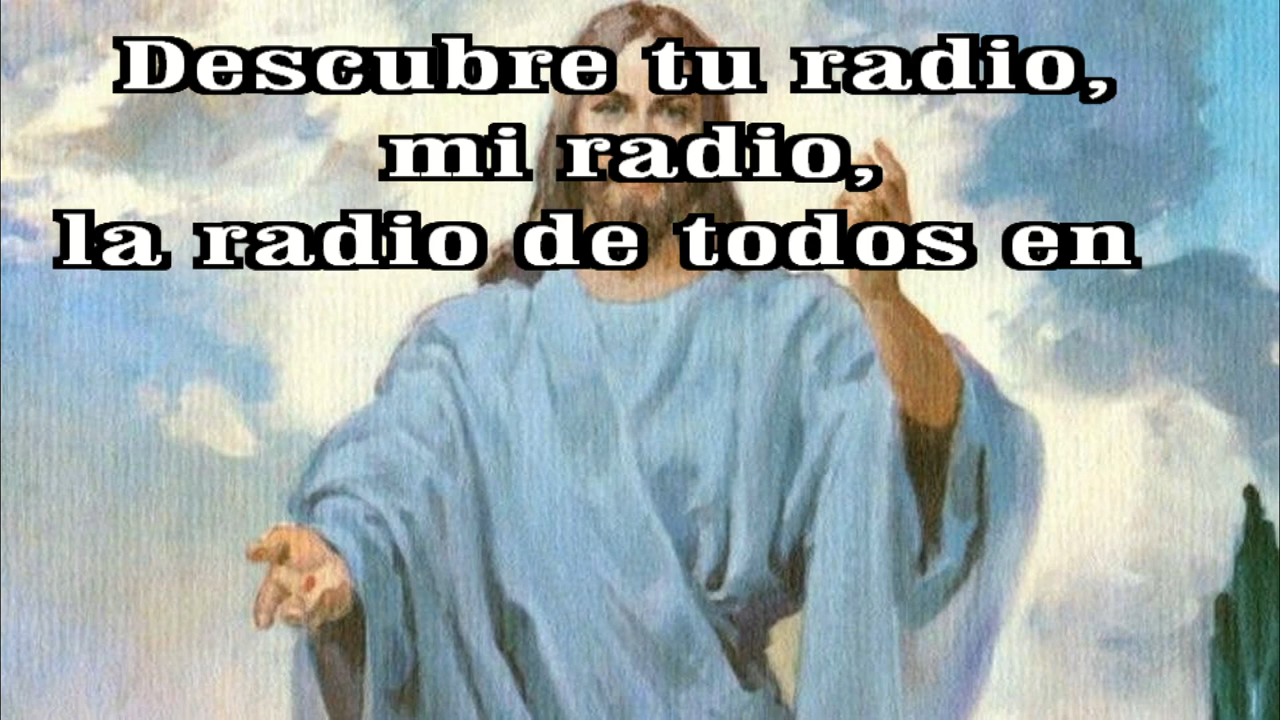 Descubre tu radio,
mi radio,
la radio de todos en